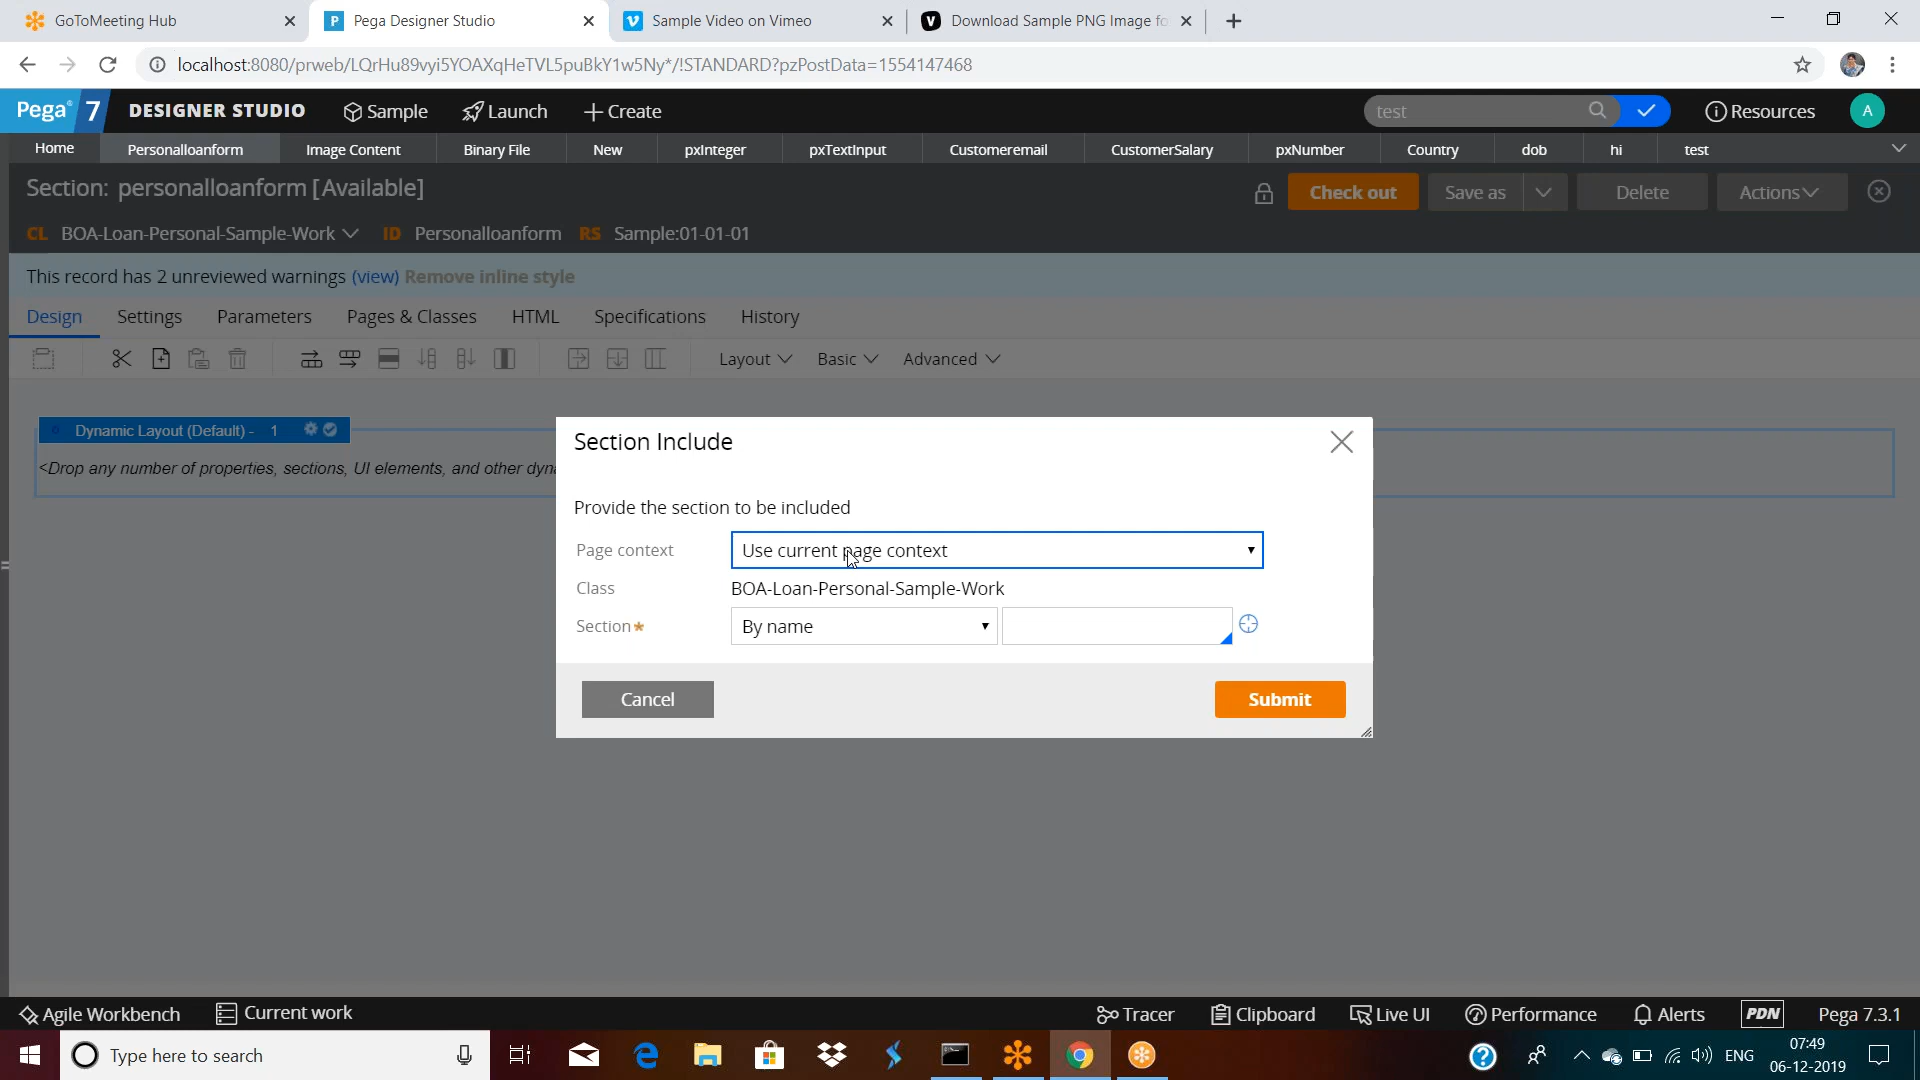 GoToMeeting Hub
Pega Designer Studio
Sample Video on Vimeo
Download Sample PNG Image fo
localhost:8080/prweb/LQrHu89vyi5YOAXqHeTVL5puBkY1w5Ny*/!STANDARD?pzPostData=1554147468
Pega 7 DESIGNER STUDIO Sample Launch Create test Resources A
Home Personalloanform Image Content Binary File New pxInteger pxTextInput Customeremail CustomerSalary pxNumber Country dob hi test
Section: personalloanform [Available] Check out Save as Delete Actions
CL BOA-Loan-Personal-Sample-Work ID Personalloanform RS Sample:01-01-01
This record has 2 unreviewed warnings (view) Remove inline style
Design Settings Parameters Pages & Classes HTML Specifications History
Layout Basic Advanced
Dynamic Layout (Default) - 1
<Drop any number of properties, sections, UI elements, and other dyna
Section Include
Provide the section to be included
Page context Use current page context
Class BOA-Loan-Personal-Sample-Work
Section* By name
Cancel Submit
Agile Workbench Current work Tracer Clipboard Live UI Performance Alerts PDN Pega 7.3.1
Type here to search
ENG
07:49
06-12-2019